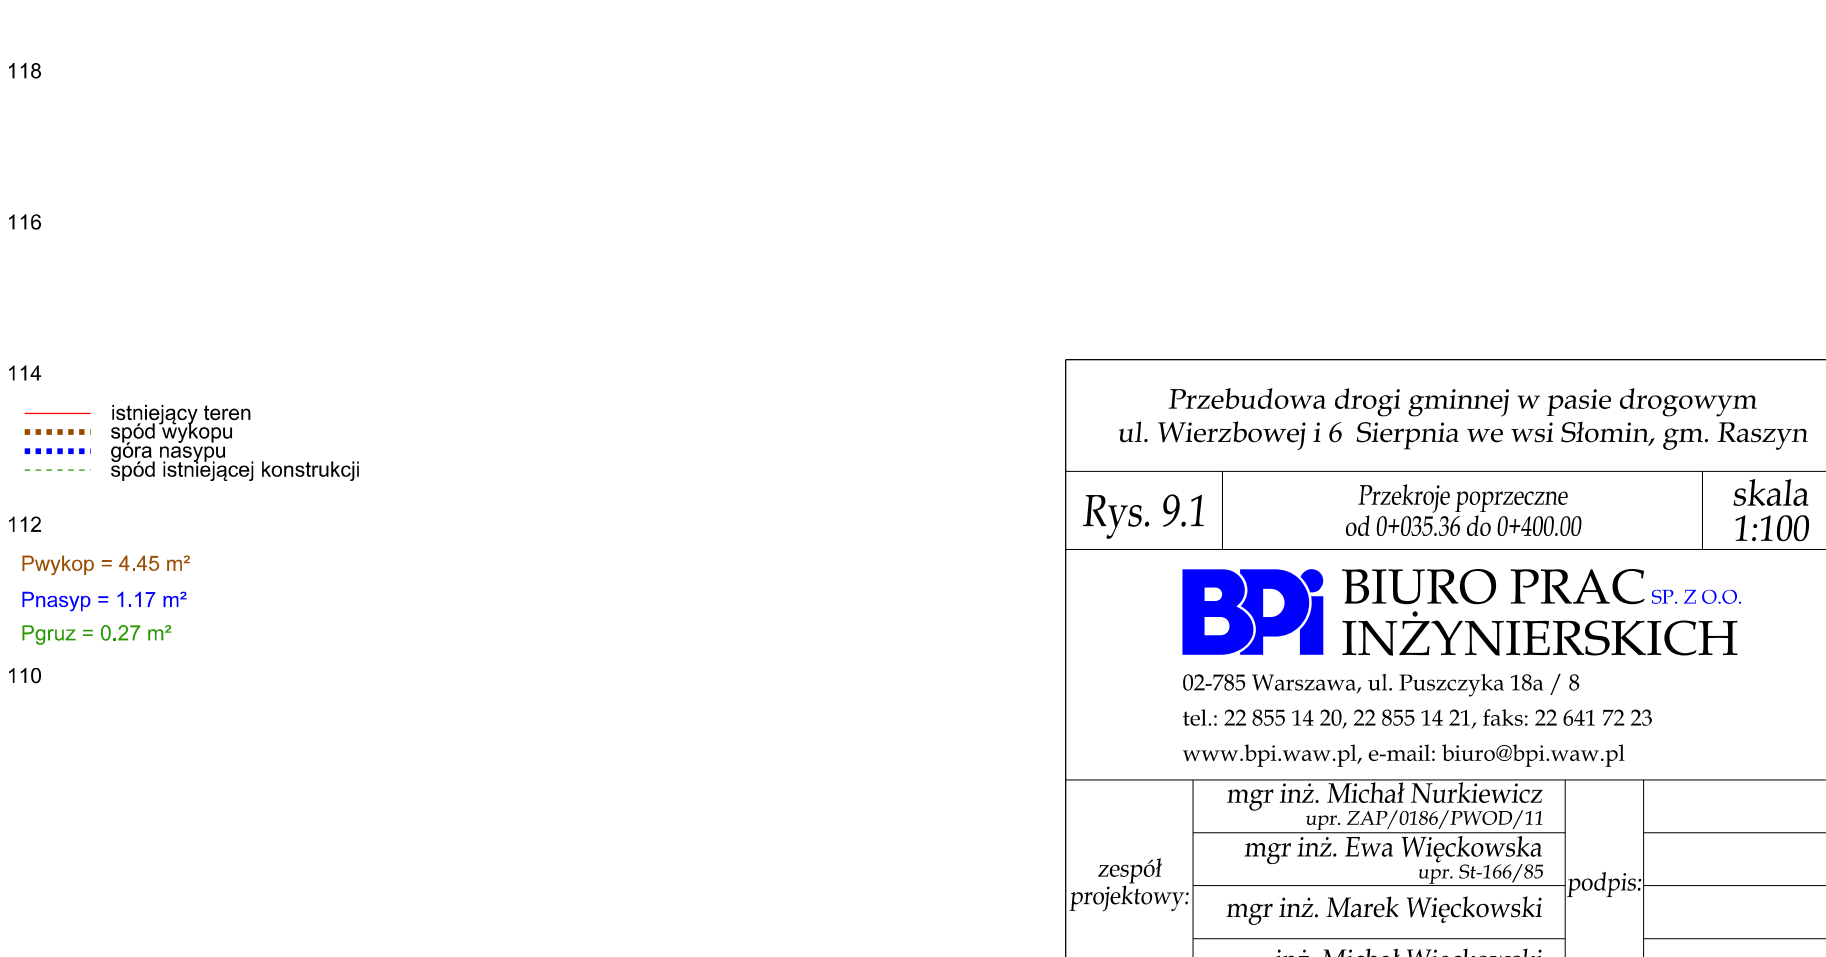 118
116
114
istniejący teren
spód wykopu
góra nasypu
spód istniejącej konstrukcji
112
Pwykop = 4.45 m²
Pnasyp = 1.17 m²
Pgruz = 0.27 m²
110
Przebudowa drogi gminnej w pasie drogowym
ul. Wierzbowej i 6 Sierpnia we wsi Słomin, gm. Raszyn
Rys. 9.1
Przekroje poprzeczne
od 0+035.36 do 0+400.00
skala
1:100
BPi
BIURO PRAC SP. Z O.O.
INŻYNIERSKICH
02-785 Warszawa, ul. Puszczyka 18a / 8
tel.: 22 855 14 20, 22 855 14 21, faks: 22 641 72 23
www.bpi.waw.pl, e-mail: biuro@bpi.waw.pl
zespół
projektowy:
mgr inż. Michał Nurkiewicz
upr. ZAP/0186/PWOD/11
mgr inż. Ewa Więckowska
upr. St-166/85
mgr inż. Marek Więckowski
inż. Michał Więckowski
podpis: